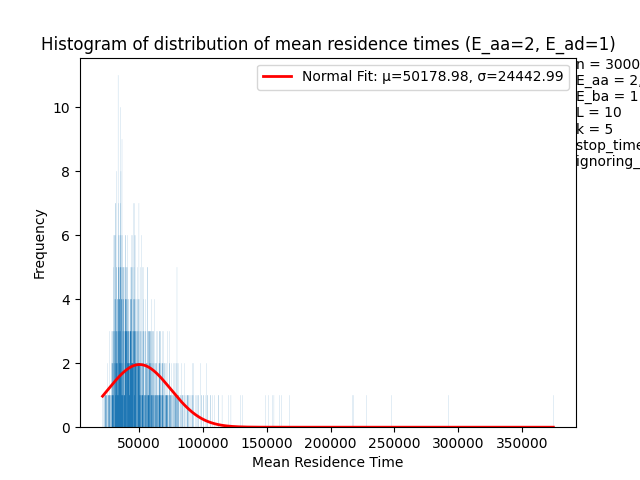 Histogram of distribution of mean residence times (E_aa=2, E_ad=1)
Normal Fit: μ=50178.98, σ=24442.99
n = 3000
E_aa = 2,
E_ba = 1
L = 10
k = 5
stop_time
ignoring_
Frequency
10
8
6
4
2
0
50000 100000 150000 200000 250000 300000 350000
Mean Residence Time